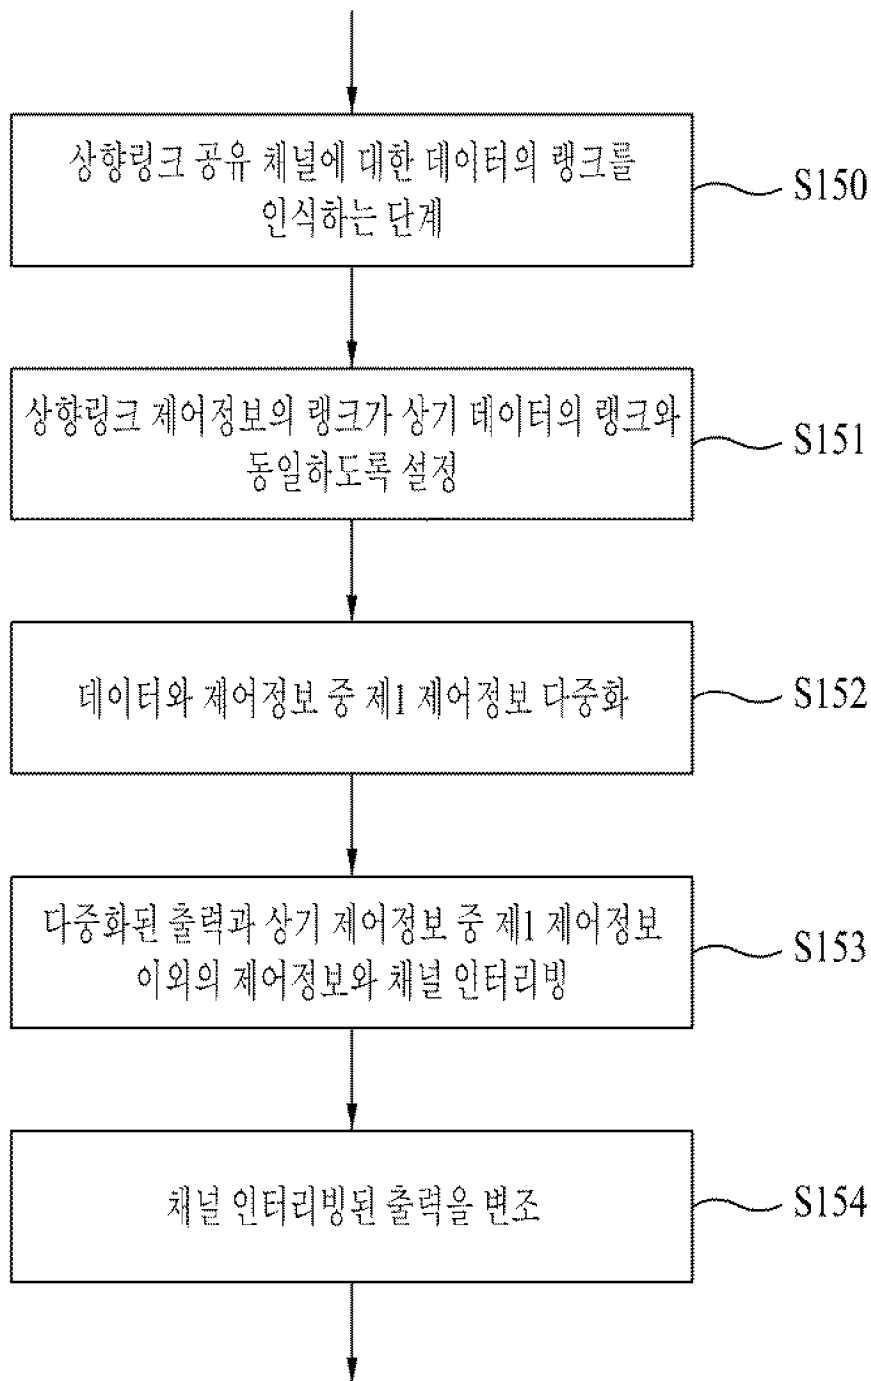 상향링크 공유 채널에 대한 데이터의 랭크를
인식하는 단계
S150
상향링크 제어정보의 랭크가 상기 데이터의 랭크와
동일하도록 설정
S151
데이터와 제어정보 중 제1 제어정보 다중화
S152
다중화된 출력과 상기 제어정보 중 제1 제어정보
이외의 제어정보와 채널 인터리빙
S153
채널 인터리빙된 출력을 변조
S154